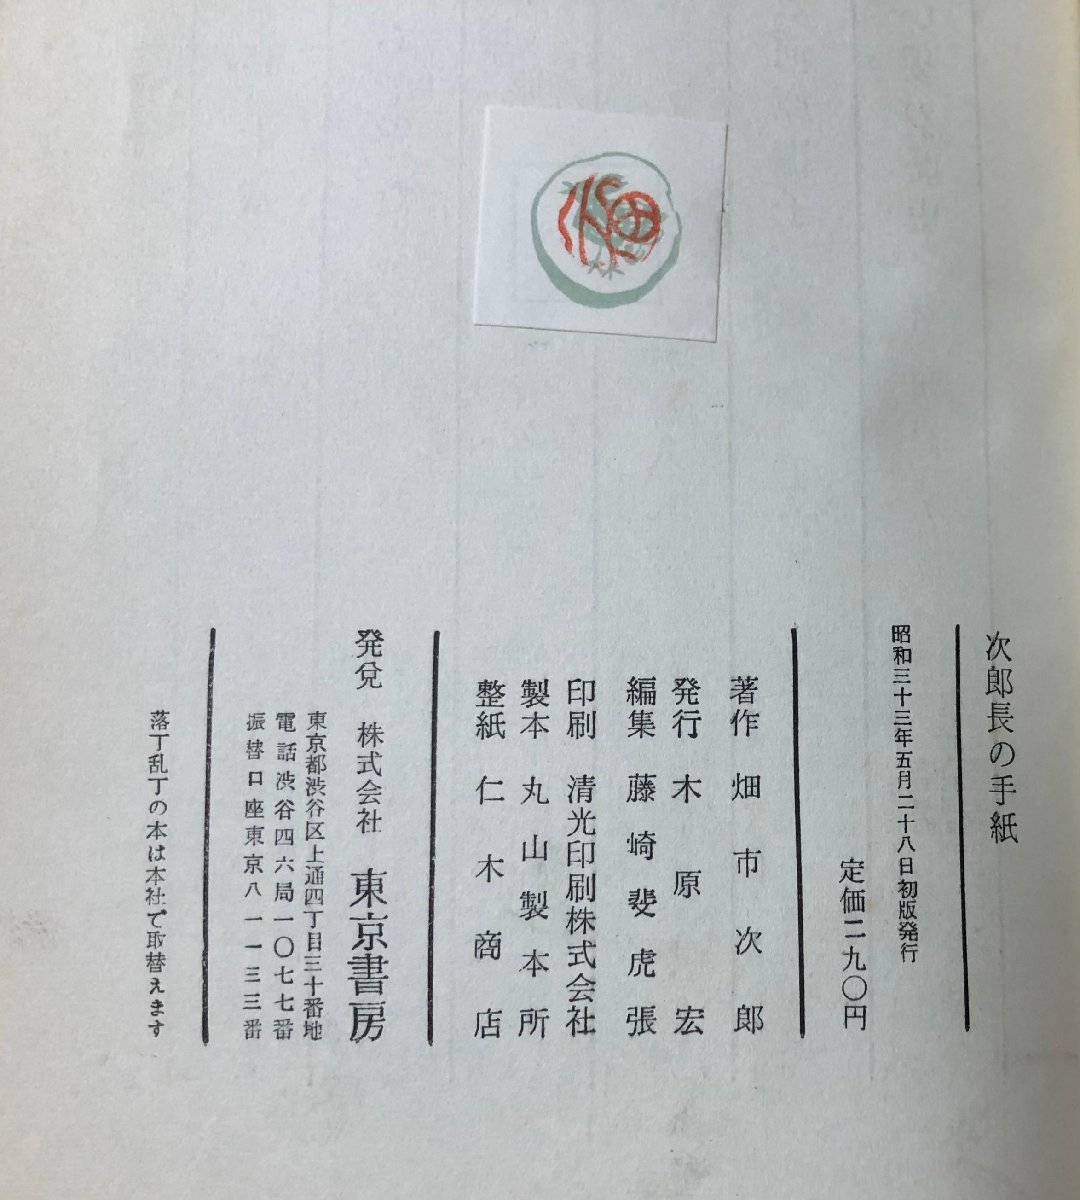 次郎長の手紙
昭和三十三年五月二十八日初版発行
定価二九〇円
著作 畑市次郎
発行 木原宏
編集 藤崎斐虎張
印刷 清光印刷株式会社
製本 丸山製本所
整紙 仁木商店
発兌 株式会社 東京書房
東京都渋谷区上通四丁目三十番地
電話渋谷四六局一〇七七番
振替口座東京八一一三三番
落丁乱丁の本は本社で取替えます